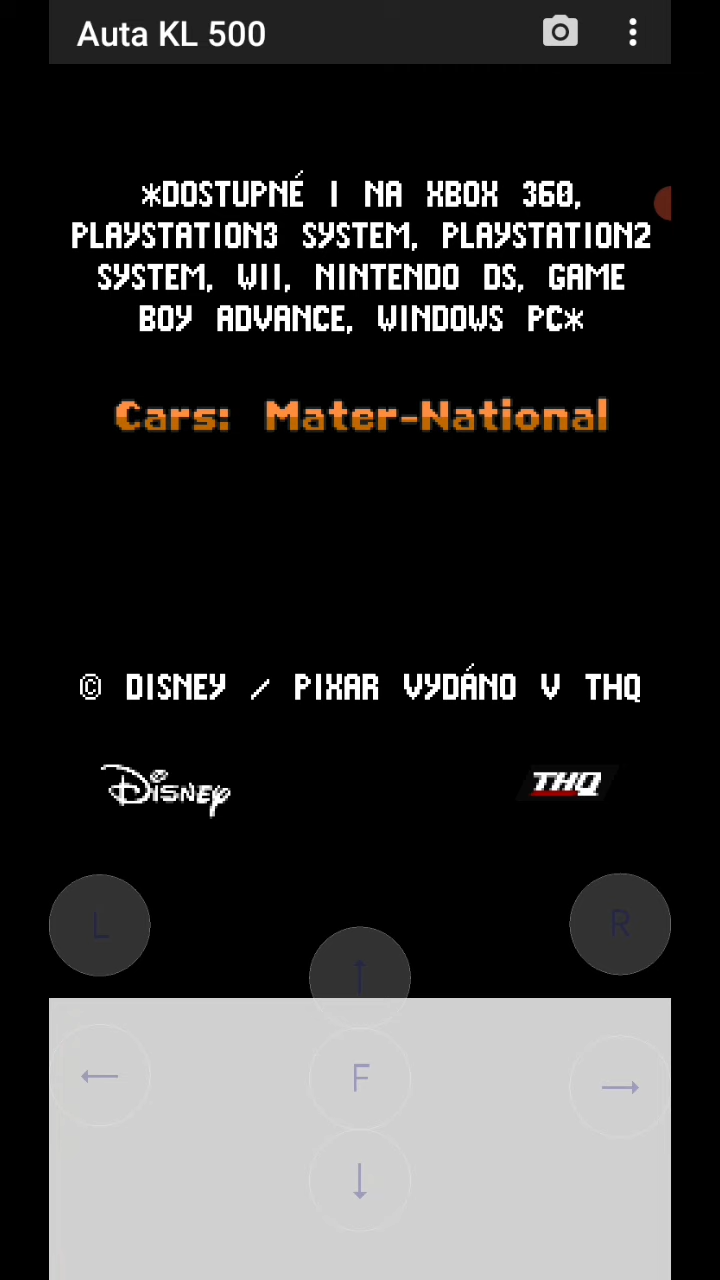 Auta KL 500
*DOSTUPNÉ I NA XBOX 360,
PLAYSTATION3 SYSTEM, PLAYSTATION2
SYSTEM, WII, NINTENDO DS, GAME
BOY ADVANCE, WINDOWS PC*
Cars: Mater-National
© DISNEY / PIXAR VYDÁNO V THQ
Disney THQ
L R
↑
← F →
↓